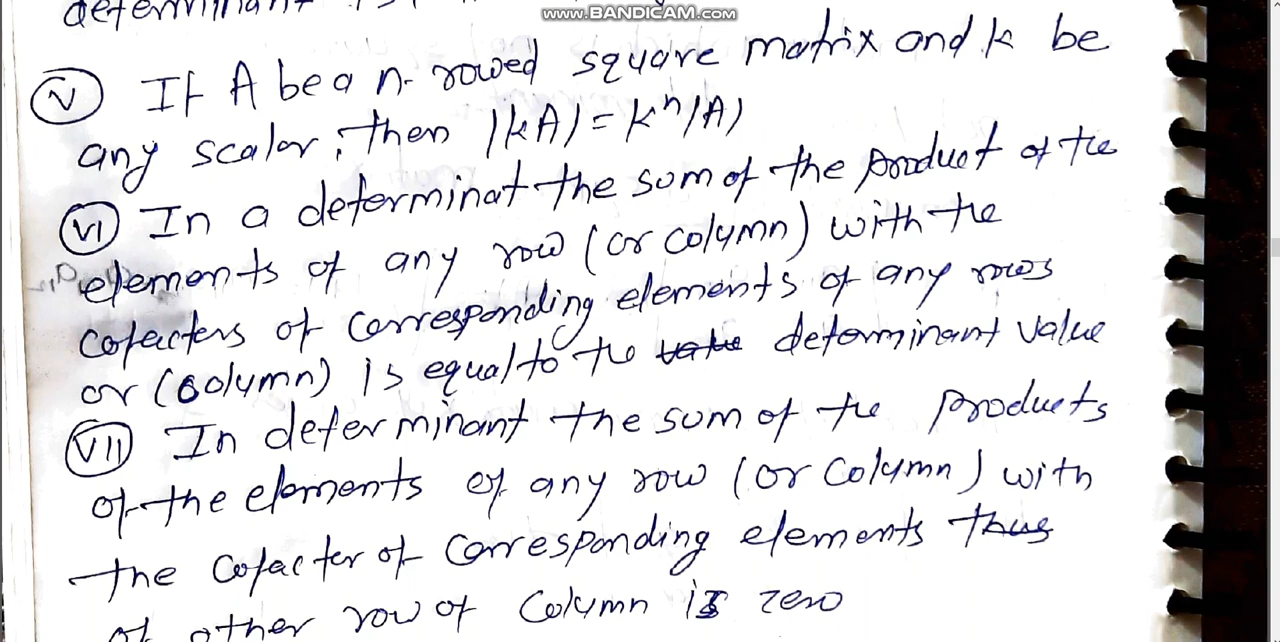 www.BANDICAM.com
determinant is
(V) If A be a n-rowed square matrix and k be
any scalar, then |kA| = k^n |A|
(VI) In a determinat the sum of the product of the
elements of any row (or column) with the
cofacters of corresponding elements of any rows
or (column) is equal to the value determinant value
(VII) In determinant the sum of the products
of the elements of any row (or column) with
the cofacter of corresponding elements thus
of other row of column is zero